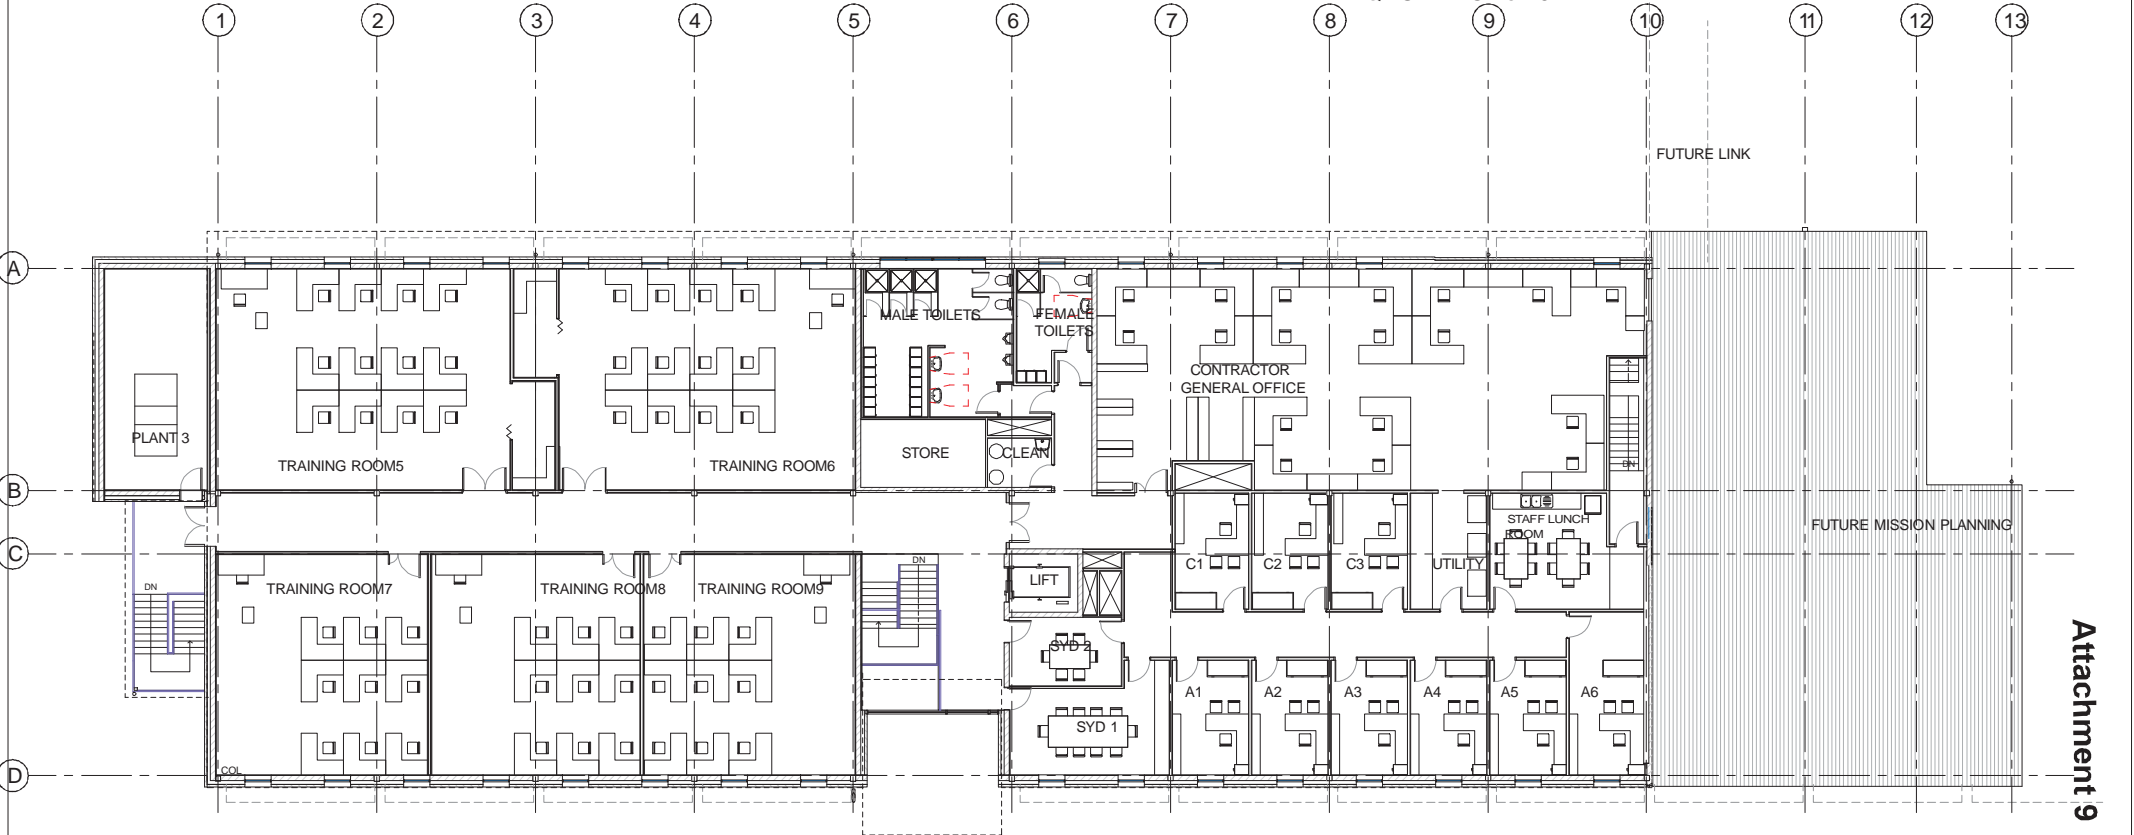 1 2 3 4 5 6 7 8 9 10 11 12 13
FUTURE LINK
A
MALE TOILETS
FEMALE
TOILETS
CONTRACTOR
GENERAL OFFICE
PLANT 3
TRAINING ROOM5
TRAINING ROOM6
STORE
CLEAN
DN
B
STAFF LUNCH
ROOM
FUTURE MISSION PLANNING
C
C1
C2
C3
UTILITY
DN
LIFT
DN
TRAINING ROOM7
TRAINING ROOM8
TRAINING ROOM9
SYD 2
A1
A2
A3
A4
A5
A6
SYD 1
COL
D
Attachment 9